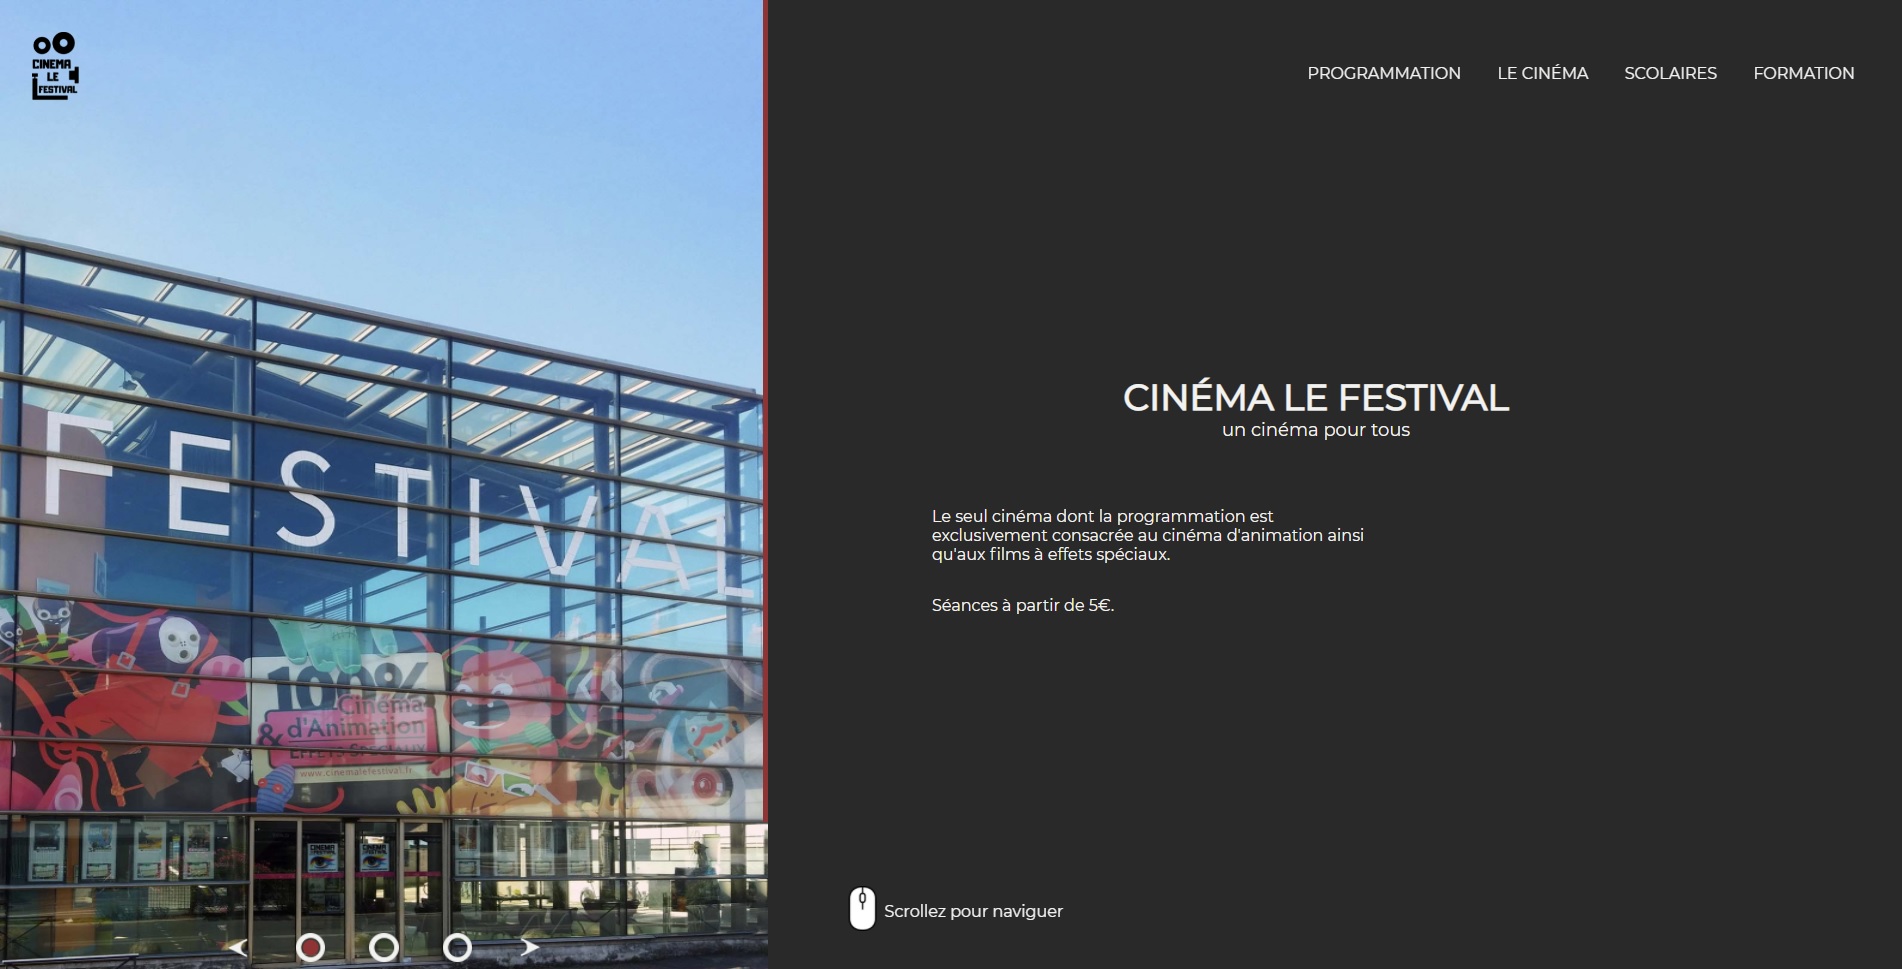 CINEMA
LE
FESTIVAL
PROGRAMMATION LE CINÉMA SCOLAIRES FORMATION
FESTIVAL
100%
Cinéma
d'Animation
& EFFETS SPÉCIAUX
www.cinemalefestival.fr
CINÉMA LE FESTIVAL
un cinéma pour tous
Le seul cinéma dont la programmation est
exclusivement consacrée au cinéma d'animation ainsi
qu'aux films à effets spéciaux.
Séances à partir de 5€.
Scrollez pour naviguer